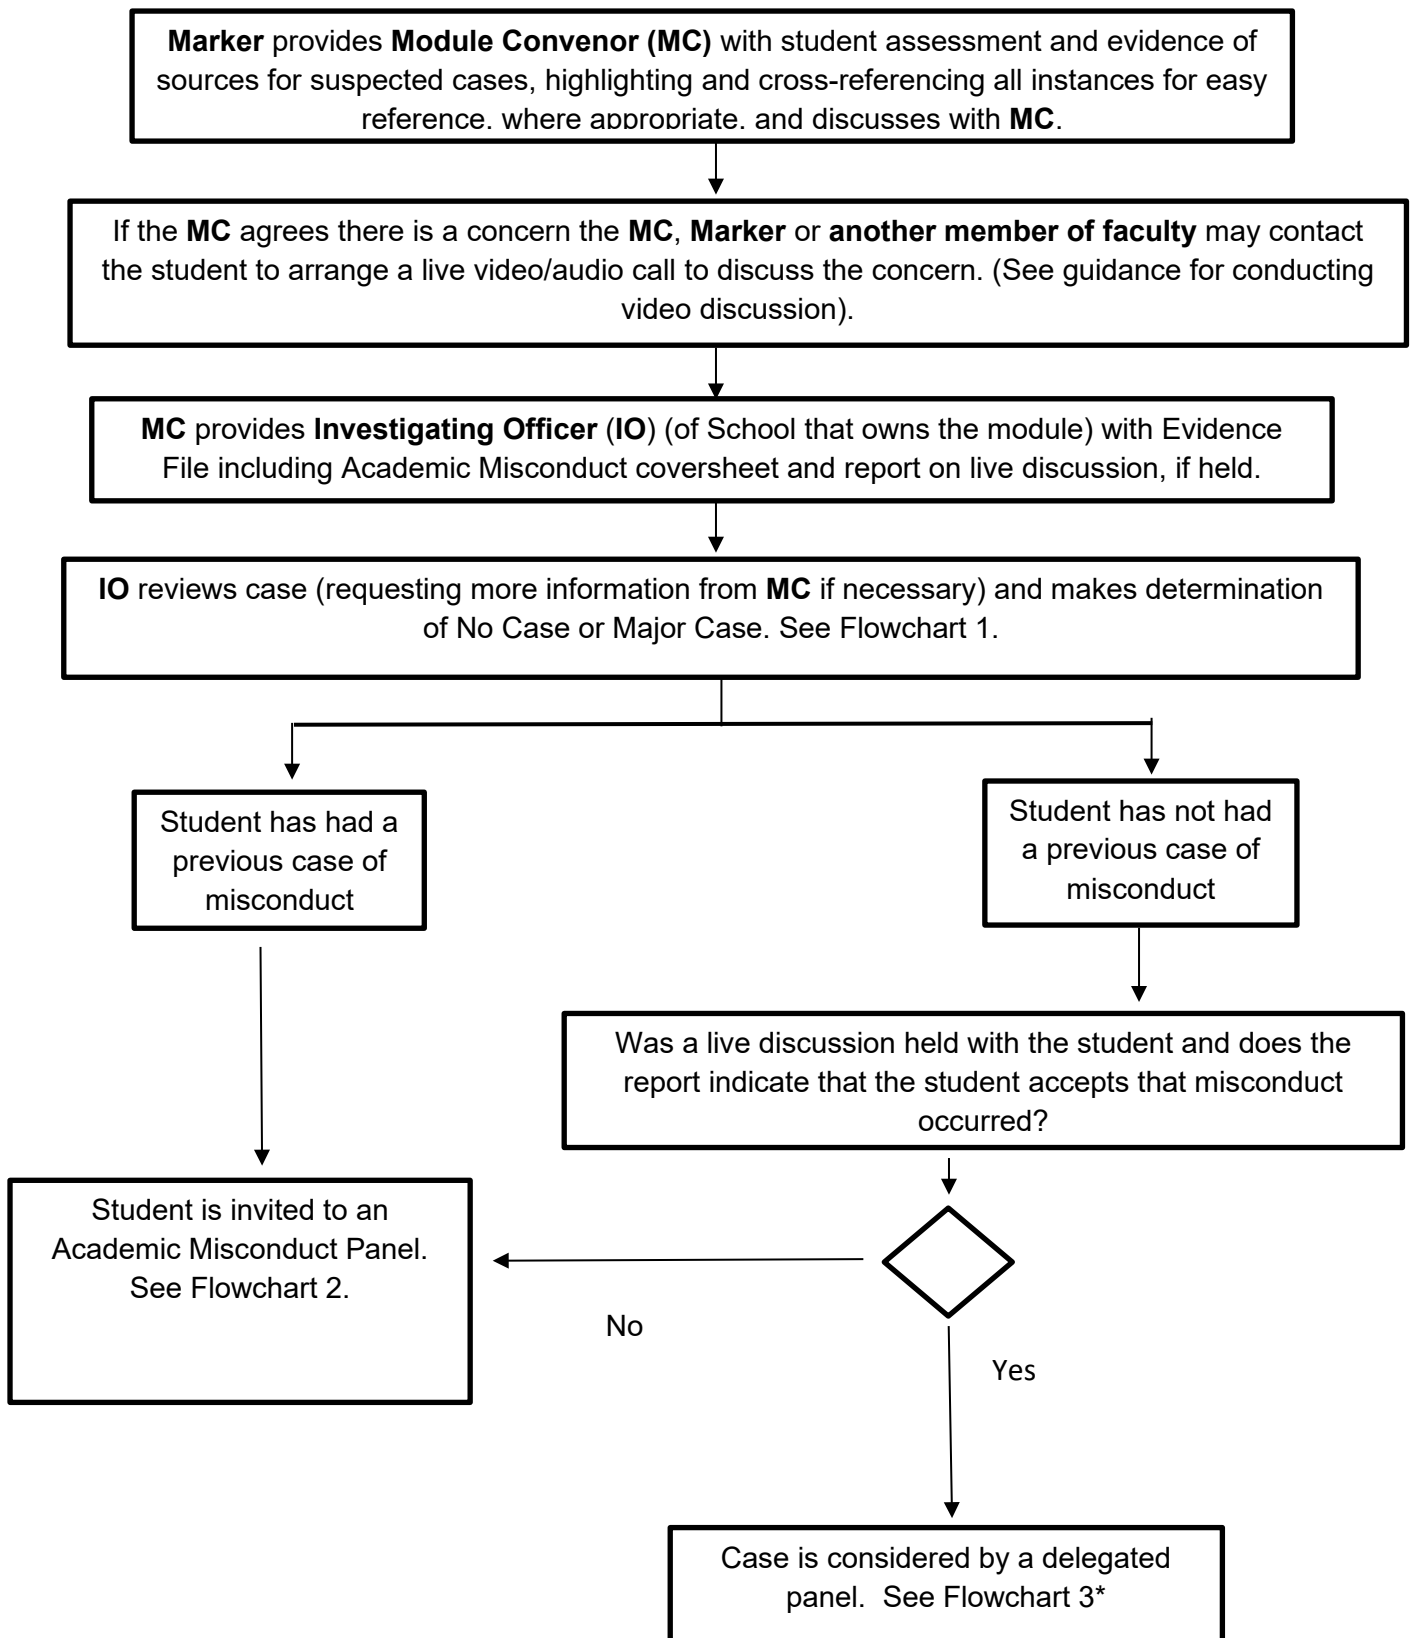 Marker provides Module Convenor (MC) with student assessment and evidence of
sources for suspected cases, highlighting and cross-referencing all instances for easy
reference, where appropriate, and discusses with MC.
If the MC agrees there is a concern the MC, Marker or another member of faculty may contact
the student to arrange a live video/audio call to discuss the concern. (See guidance for conducting
video discussion).
MC provides Investigating Officer (IO) (of School that owns the module) with Evidence
File including Academic Misconduct coversheet and report on live discussion, if held.
IO reviews case (requesting more information from MC if necessary) and makes determination
of No Case or Major Case. See Flowchart 1.
Student has had a
previous case of
misconduct
Student has not had
a previous case of
misconduct
Was a live discussion held with the student and does the
report indicate that the student accepts that misconduct
occurred?
Student is invited to an
Academic Misconduct Panel.
See Flowchart 2.
No
Yes
Case is considered by a delegated
panel.  See Flowchart 3*